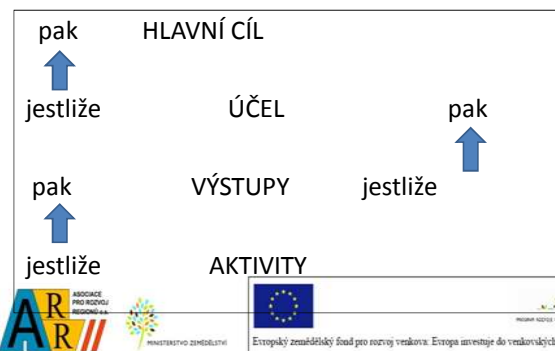 pak HLAVNÍ CÍL
jestliže ÚČEL pak
pak VÝSTUPY jestliže
jestliže AKTIVITY
ASOCIACE
PRO ROZVOJ
REGIONŮ o.s.
ARR
MINISTERSTVO ZEMĚDĚLSTVÍ
Evropský zemědělský fond pro rozvoj venkova: Evropa investuje do venkovských